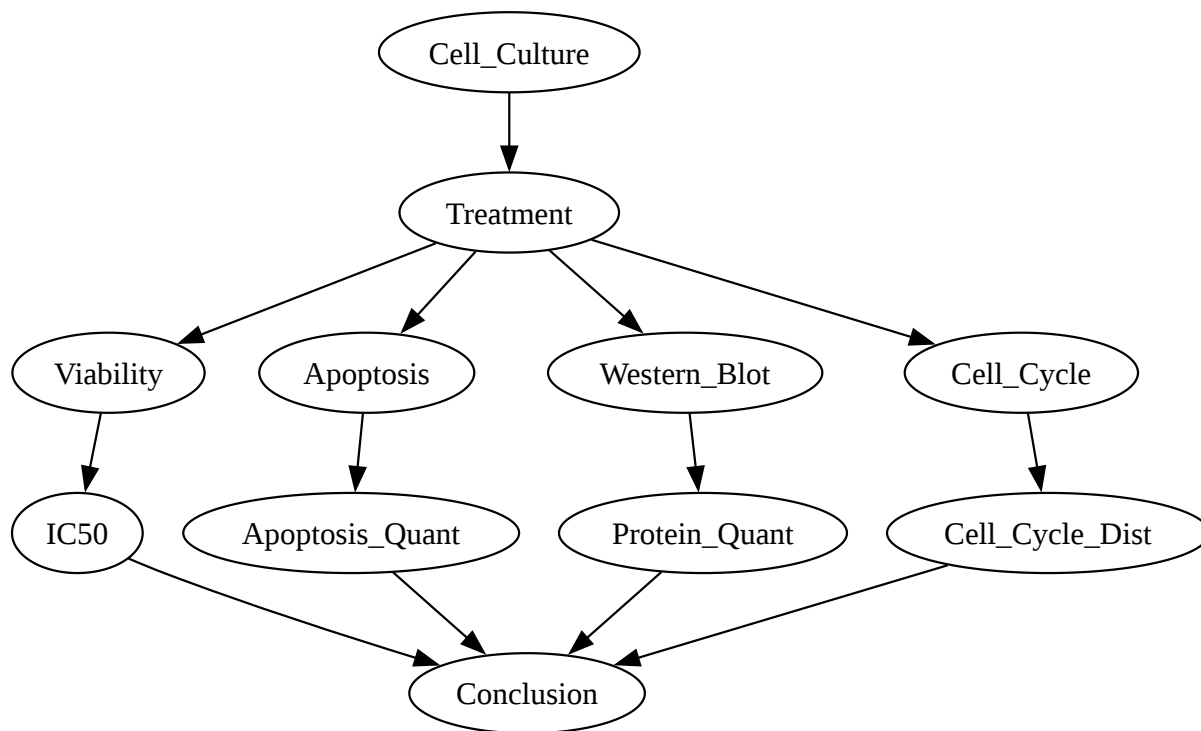 Cell_Culture
Treatment
Viability
Apoptosis
Western_Blot
Cell_Cycle
IC50
Apoptosis_Quant
Protein_Quant
Cell_Cycle_Dist
Conclusion